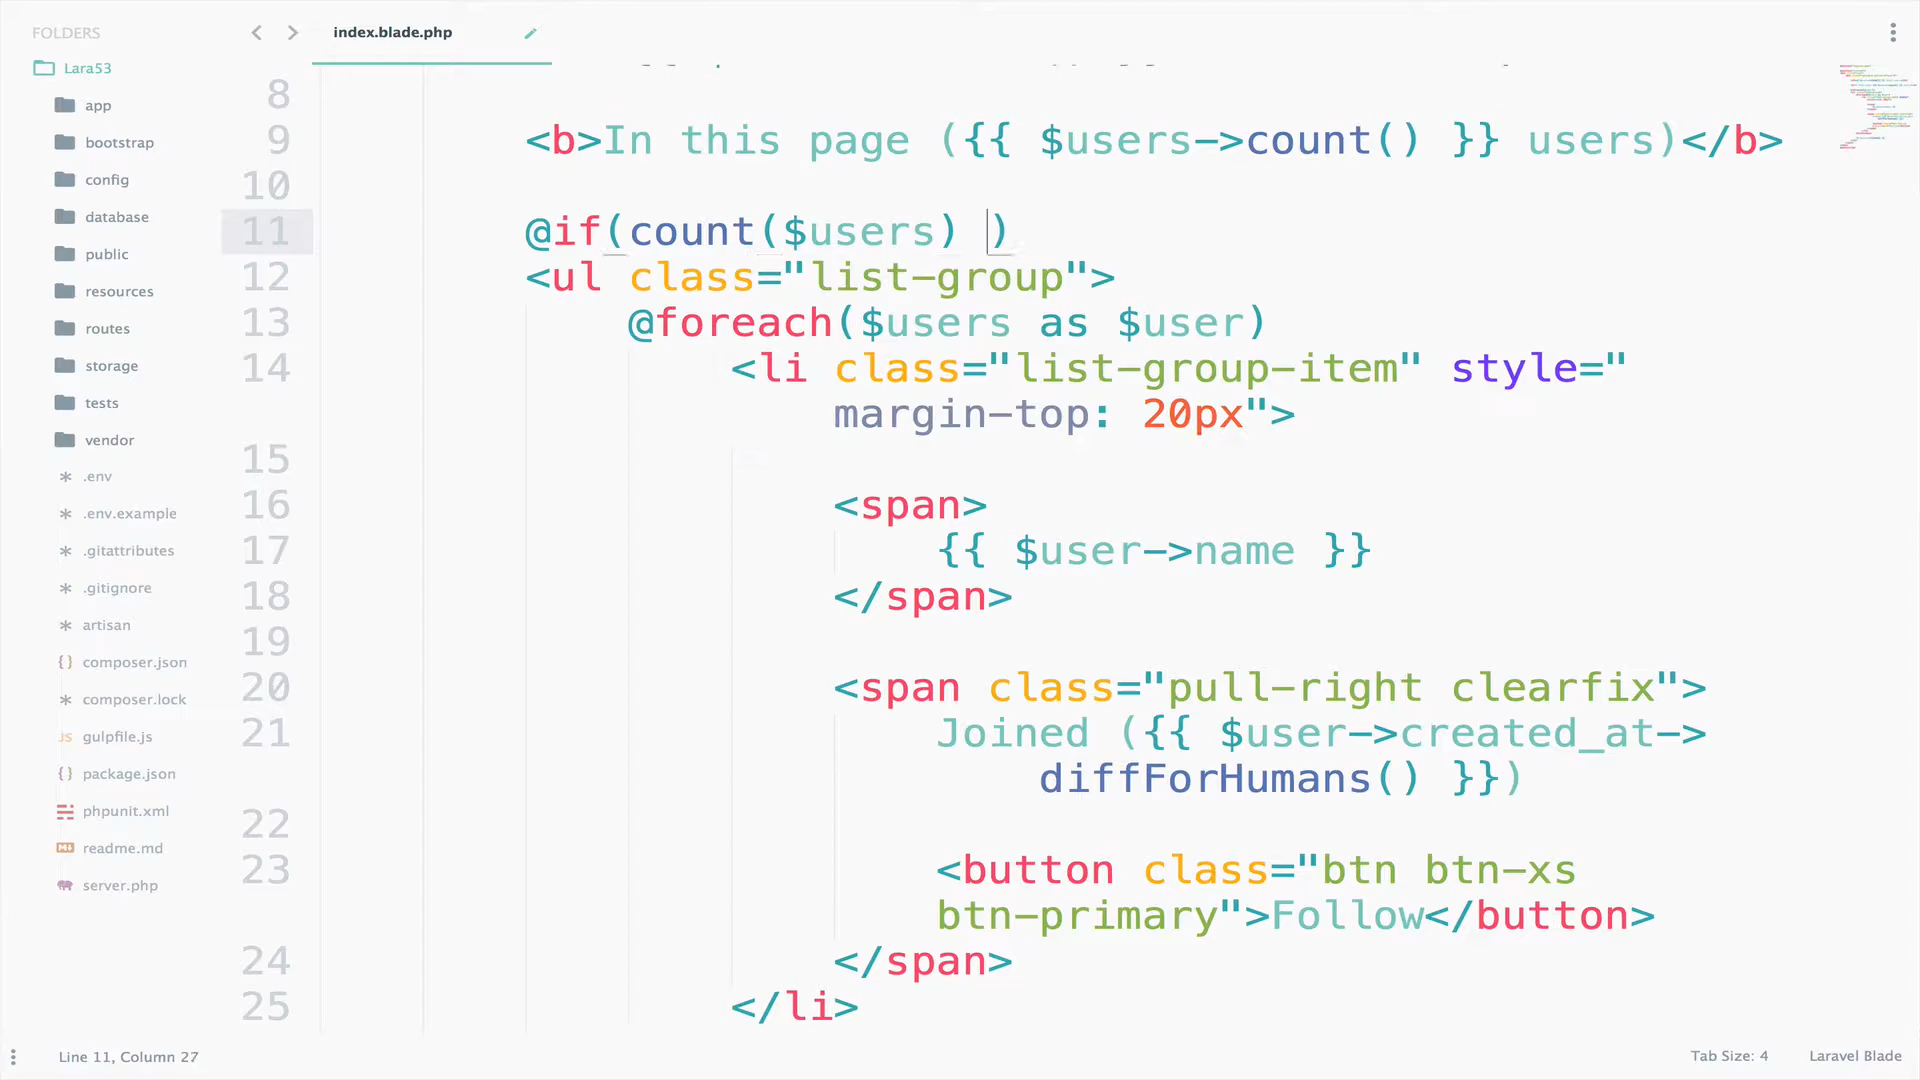 FOLDERS
Lara53
app
bootstrap
config
database
public
resources
routes
storage
tests
vendor
.env
.env.example
.gitattributes
.gitignore
artisan
composer.json
composer.lock
gulpfile.js
package.json
phpunit.xml
readme.md
server.php
index.blade.php
8
9 <b>In this page ({{ $users->count() }} users)</b>
10
11 @if(count($users) )
12 <ul class="list-group">
13 @foreach($users as $user)
14 <li class="list-group-item" style="
margin-top: 20px">
15
16 <span>
17 {{ $user->name }}
18 </span>
19
20 <span class="pull-right clearfix">
21 Joined ({{ $user->created_at->
diffForHumans() }})
22
23 <button class="btn btn-xs
btn-primary">Follow</button>
24 </span>
25 </li>
Line 11, Column 27
Tab Size: 4
Laravel Blade